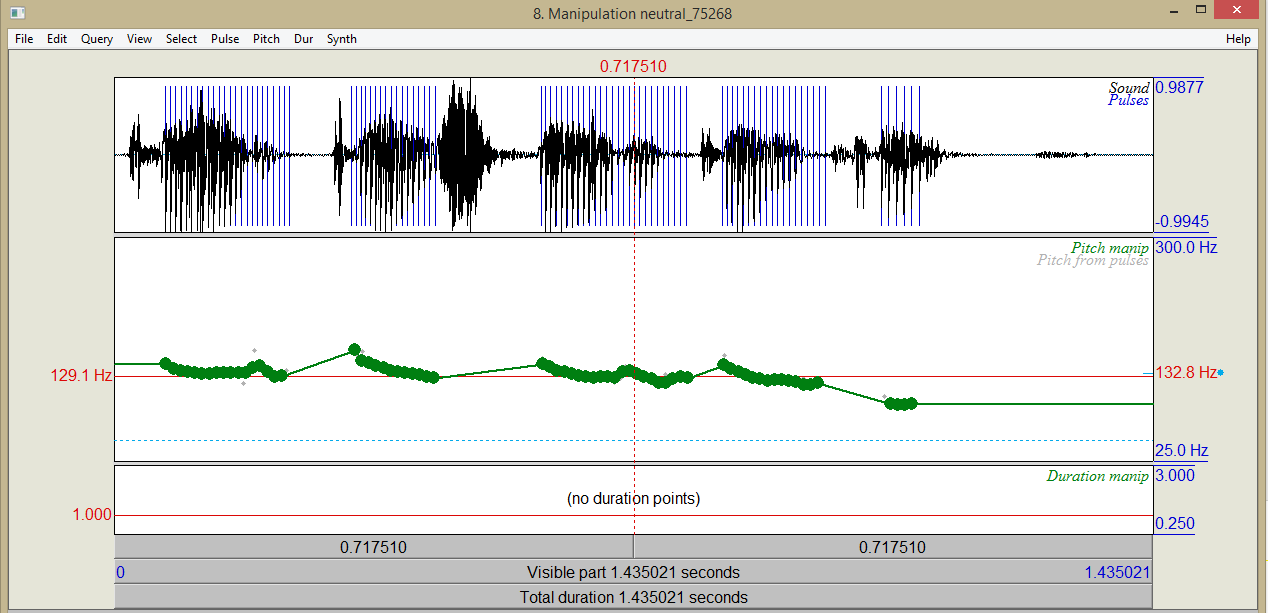 8. Manipulation neutral_75268
File Edit Query View Select Pulse Pitch Dur Synth Help
0.717510
Sound 0.9877
Pulses
-0.9945
Pitch manip 300.0 Hz
Pitch from pulses
129.1 Hz 132.8 Hz
25.0 Hz
Duration manip 3.000
(no duration points)
1.000 0.250
0.717510 0.717510
0 Visible part 1.435021 seconds 1.435021
Total duration 1.435021 seconds